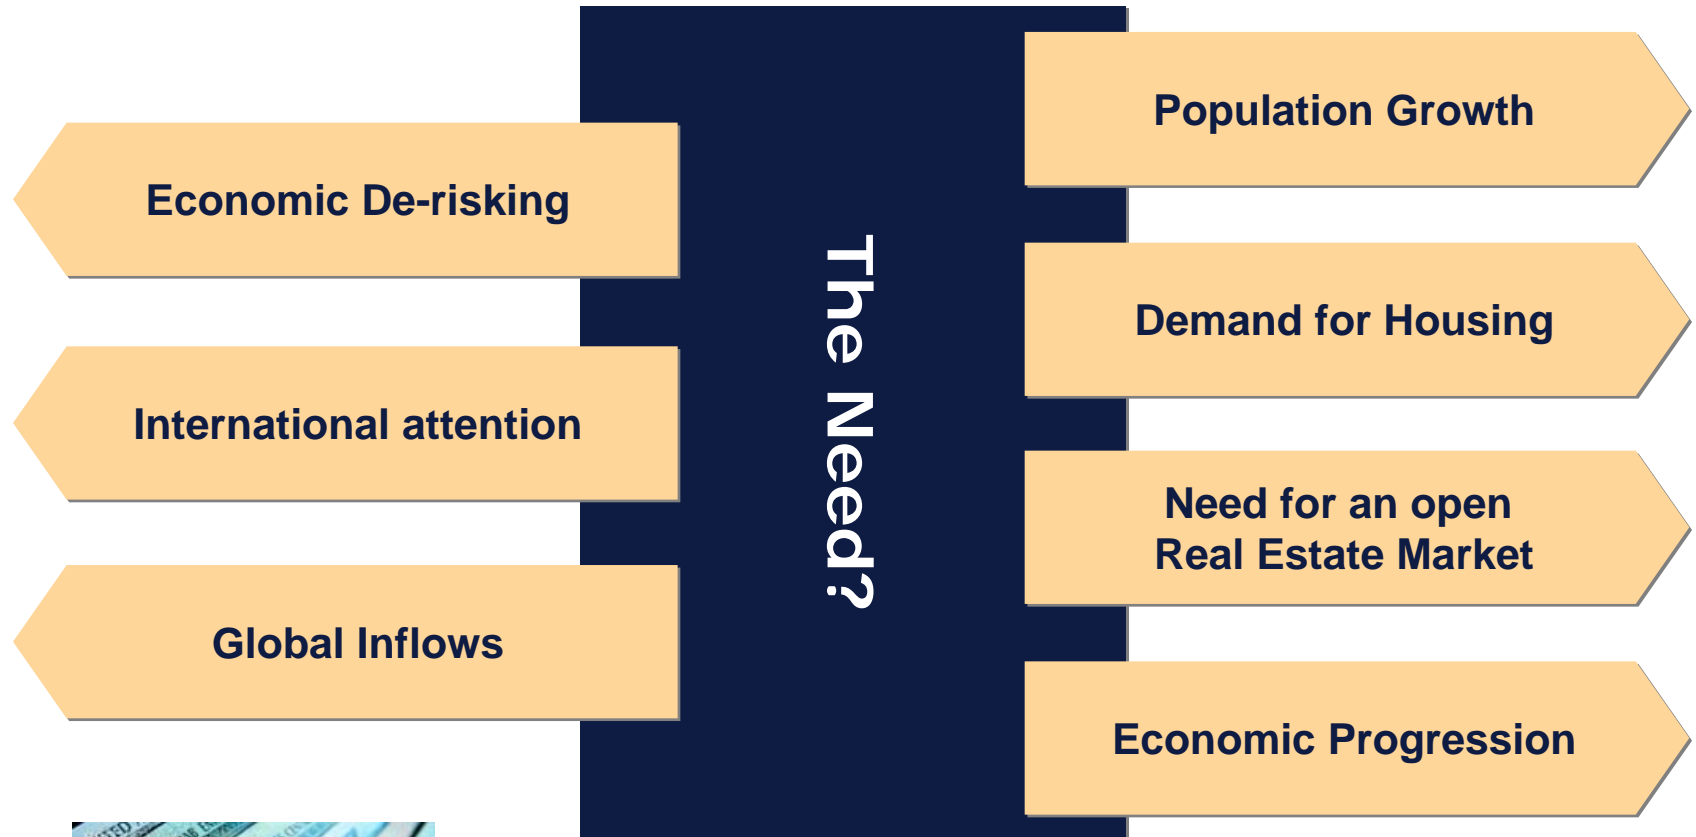 Economic De-risking
International attention
Global Inflows
The Need?
Population Growth
Demand for Housing
Need for an open
Real Estate Market
Economic Progression